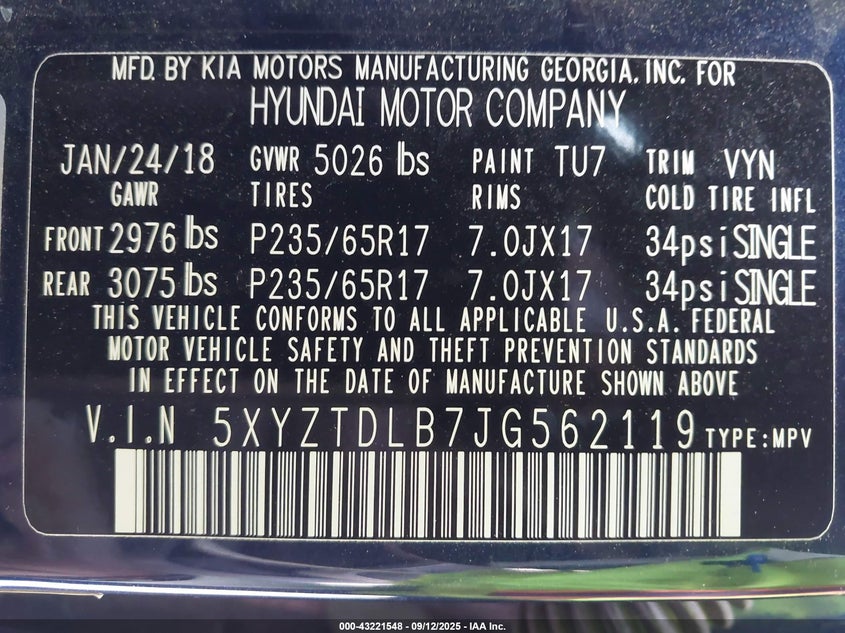 MFD. BY KIA MOTORS MANUFACTURING GEORGIA, INC. FOR
HYUNDAI MOTOR COMPANY
JAN/24/18 GVWR 5026 lbs PAINT TU7 TRIM VYN
GAWR TIRES RIMS COLD TIRE INFL
FRONT 2976 lbs P235/65R17 7.0JX17 34psi SINGLE
REAR 3075 lbs P235/65R17 7.0JX17 34psi SINGLE
THIS VEHICLE CONFORMS TO ALL APPLICABLE U.S.A. FEDERAL
MOTOR VEHICLE SAFETY AND THEFT PREVENTION STANDARDS
IN EFFECT ON THE DATE OF MANUFACTURE SHOWN ABOVE
V.I.N 5XYZTDLB7JG562119 TYPE:MPV
000-43221548 - 09/12/2025 - IAA Inc.